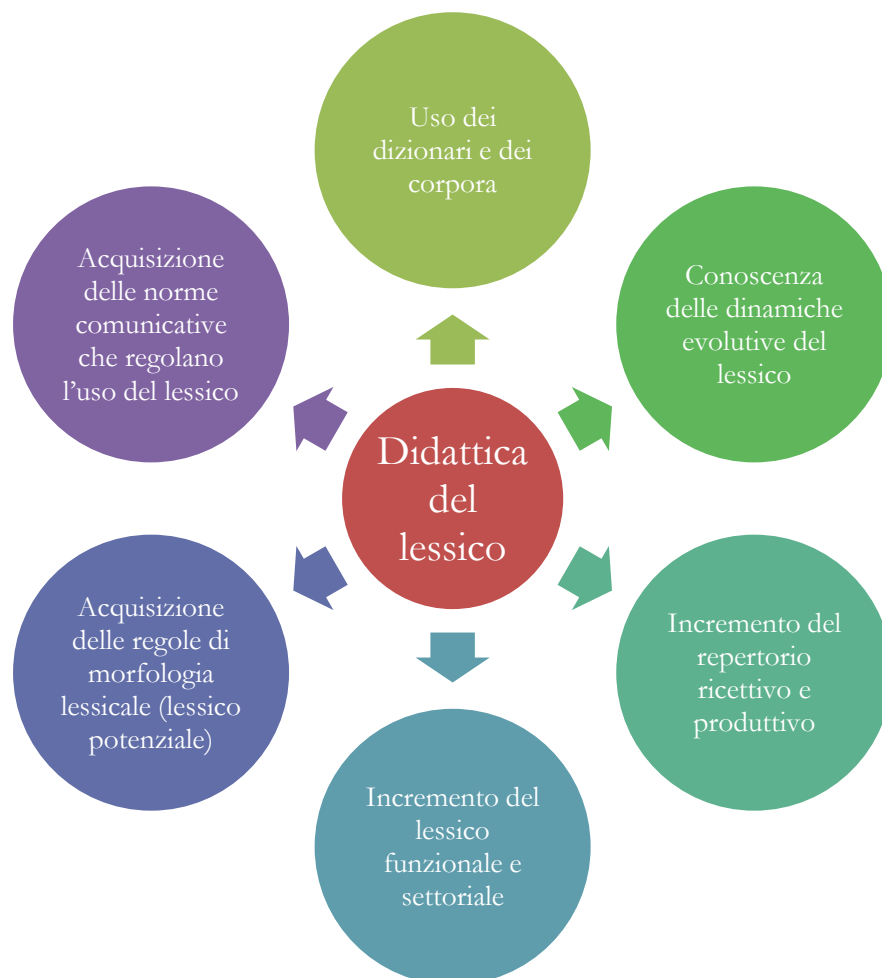 Uso dei
dizionari e dei
corpora
Conoscenza
delle dinamiche
evolutive del
lessico
Incremento del
repertorio
ricettivo e
produttivo
Incremento del
lessico
funzionale e
settoriale
Acquisizione
delle regole di
morfologia
lessicale (lessico
potenziale)
Acquisizione
delle norme
comunicative
che regolano
l’uso del lessico
Didattica
del
lessico